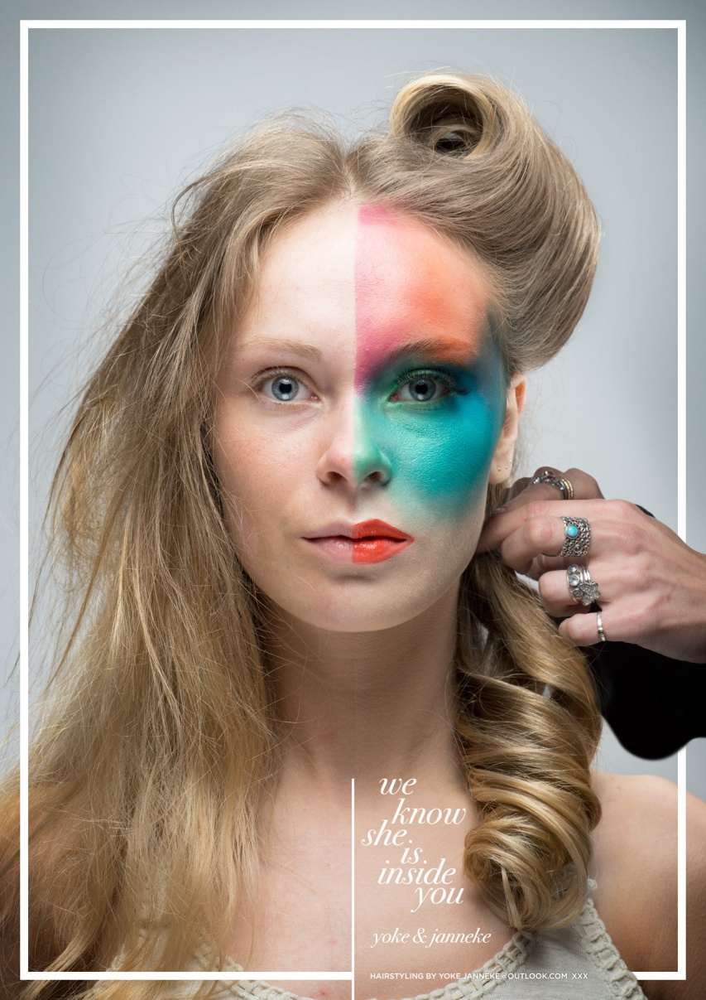 we
know
she.
is.
inside
you
yoke & janneke
HAIRSTYLING BY YOKE.JANNEKE@OUTLOOK.COM XXX